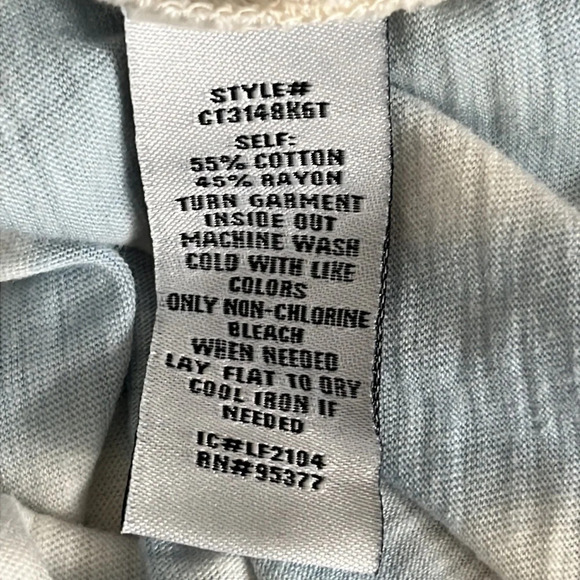 STYLE#
CT3148K6T
SELF:
55% COTTON
45% RAYON
TURN GARMENT
INSIDE OUT
MACHINE WASH
COLD WITH LIKE
COLORS
ONLY NON-CHLORINE
BLEACH
WHEN NEEDED
LAY FLAT TO DRY
COOL IRON IF
NEEDED
IC#LF2104
RN#95377